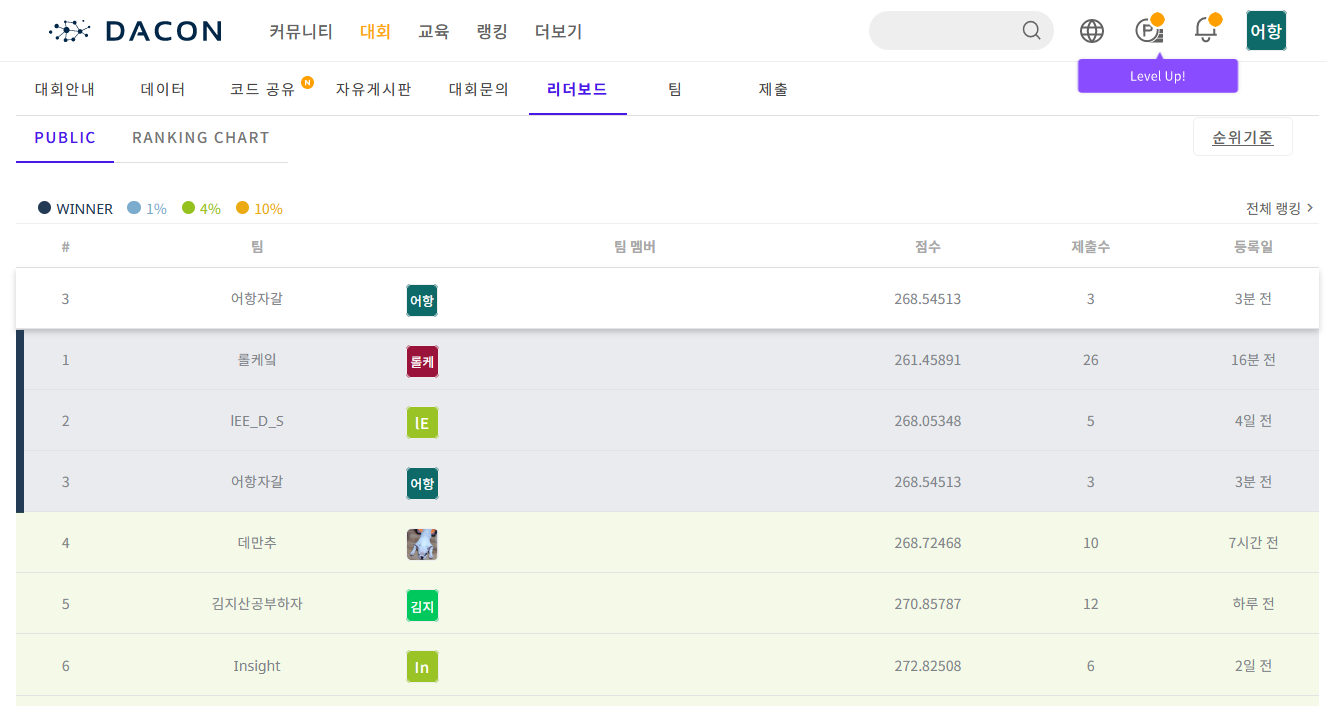 DACON 커뮤니티 대회 교육 랭킹 더보기 P 어항
Level Up!
대회안내 데이터 코드 공유 N 자유게시판 대회문의 리더보드 팀 제출
PUBLIC RANKING CHART 순위기준
WINNER 1% 4% 10% 전체 랭킹 >
# 팀 팀 멤버 점수 제출수 등록일
3 어항자갈 어항 268.54513 3 3분 전
1 롤케잌 롤케 261.45891 26 16분 전
2 lEE_D_S lE 268.05348 5 4일 전
3 어항자갈 어항 268.54513 3 3분 전
4 데만추 268.72468 10 7시간 전
5 김지산공부하자 김지 270.85787 12 하루 전
6 Insight In 272.82508 6 2일 전